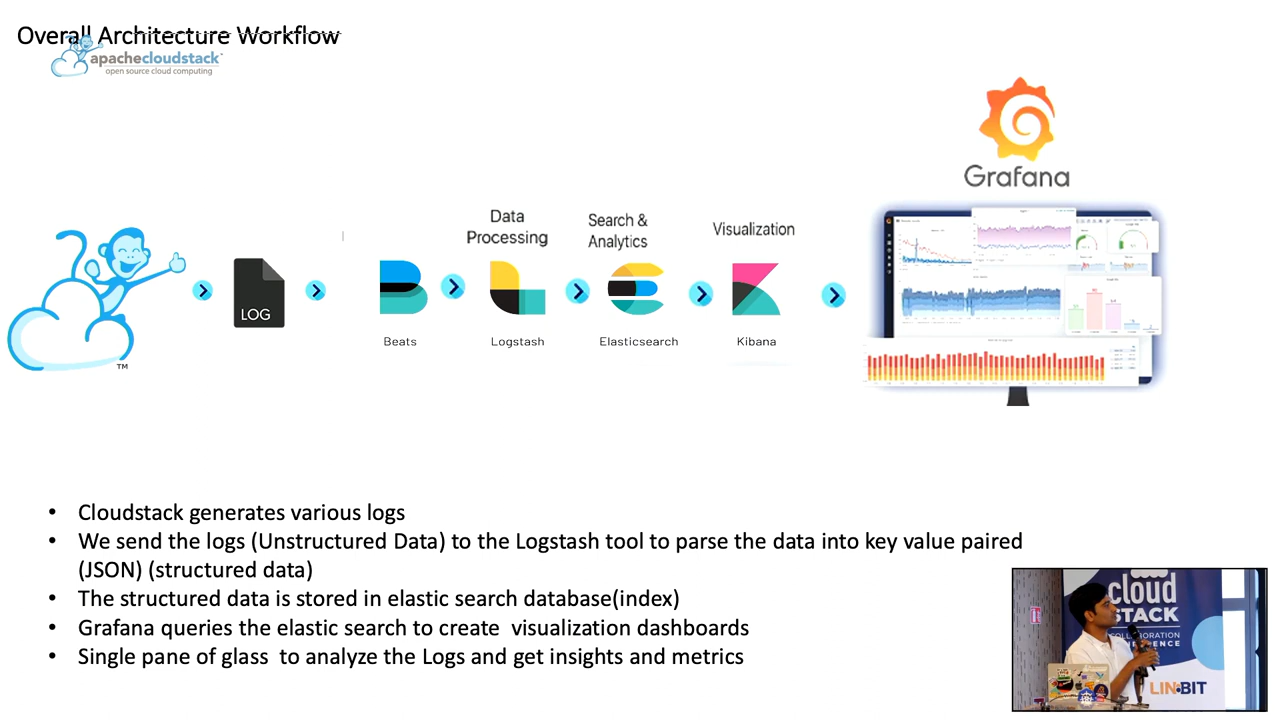 Overall Architecture Workflow
apachecloudstack™
open source cloud computing
Grafana
Data
Processing
Search &
Analytics
Visualization
LOG
Beats
Logstash
Elasticsearch
Kibana
TM
• Cloudstack generates various logs
• We send the logs (Unstructured Data) to the Logstash tool to parse the data into key value paired
(JSON) (structured data)
• The structured data is stored in elastic search database(index)
• Grafana queries the elastic search to create  visualization dashboards
• Single pane of glass  to analyze the Logs and get insights and metrics
cloud
STACK
COLLABORATION
CONFERENCE
LINBIT